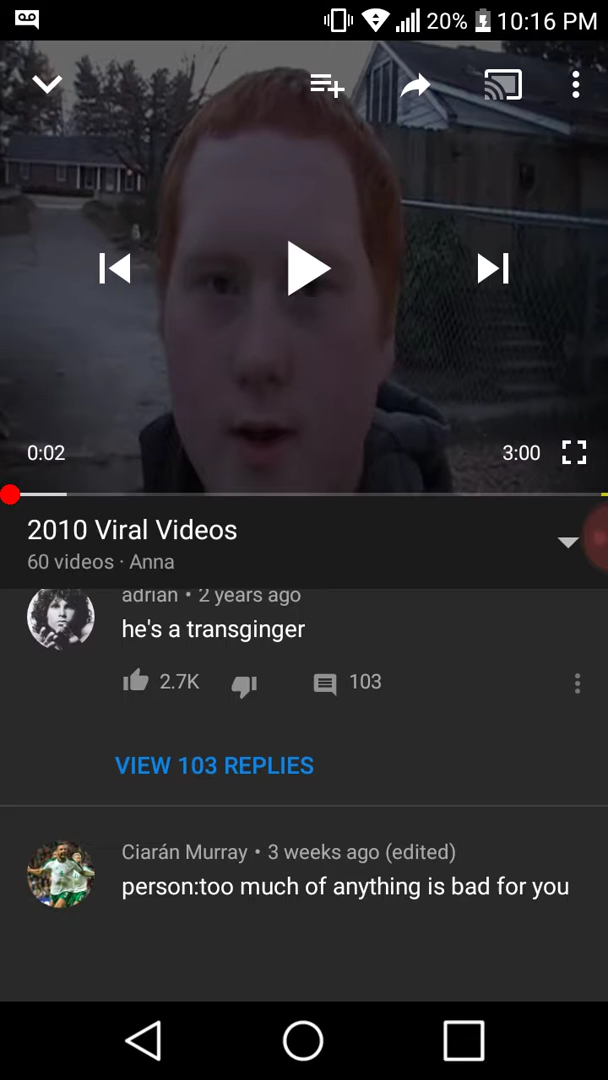 20% 10:16 PM
0:02 3:00
2010 Viral Videos
60 videos · Anna
adrian • 2 years ago
he's a transginger
2.7K 103
VIEW 103 REPLIES
Ciarán Murray • 3 weeks ago (edited)
person:too much of anything is bad for you